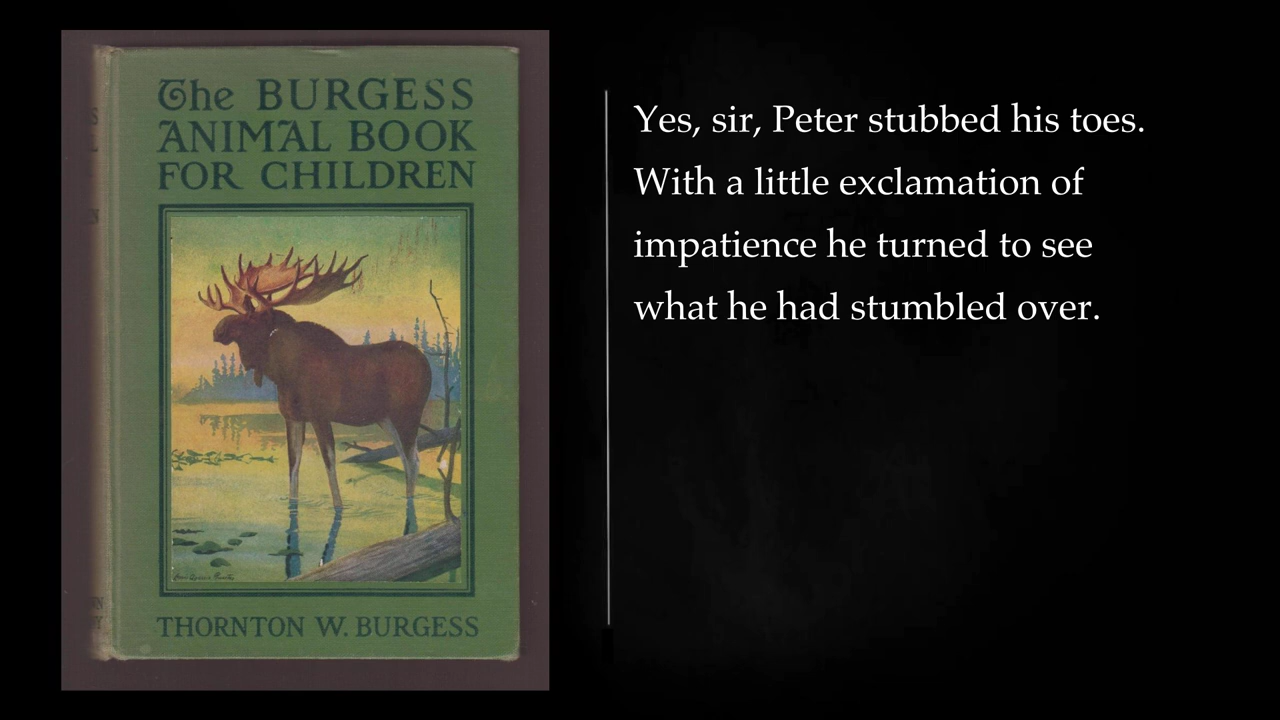 The BURGESS
ANIMAL BOOK
FOR CHILDREN
THORNTON W. BURGESS
Yes, sir, Peter stubbed his toes.
With a little exclamation of
impatience he turned to see
what he had stumbled over.